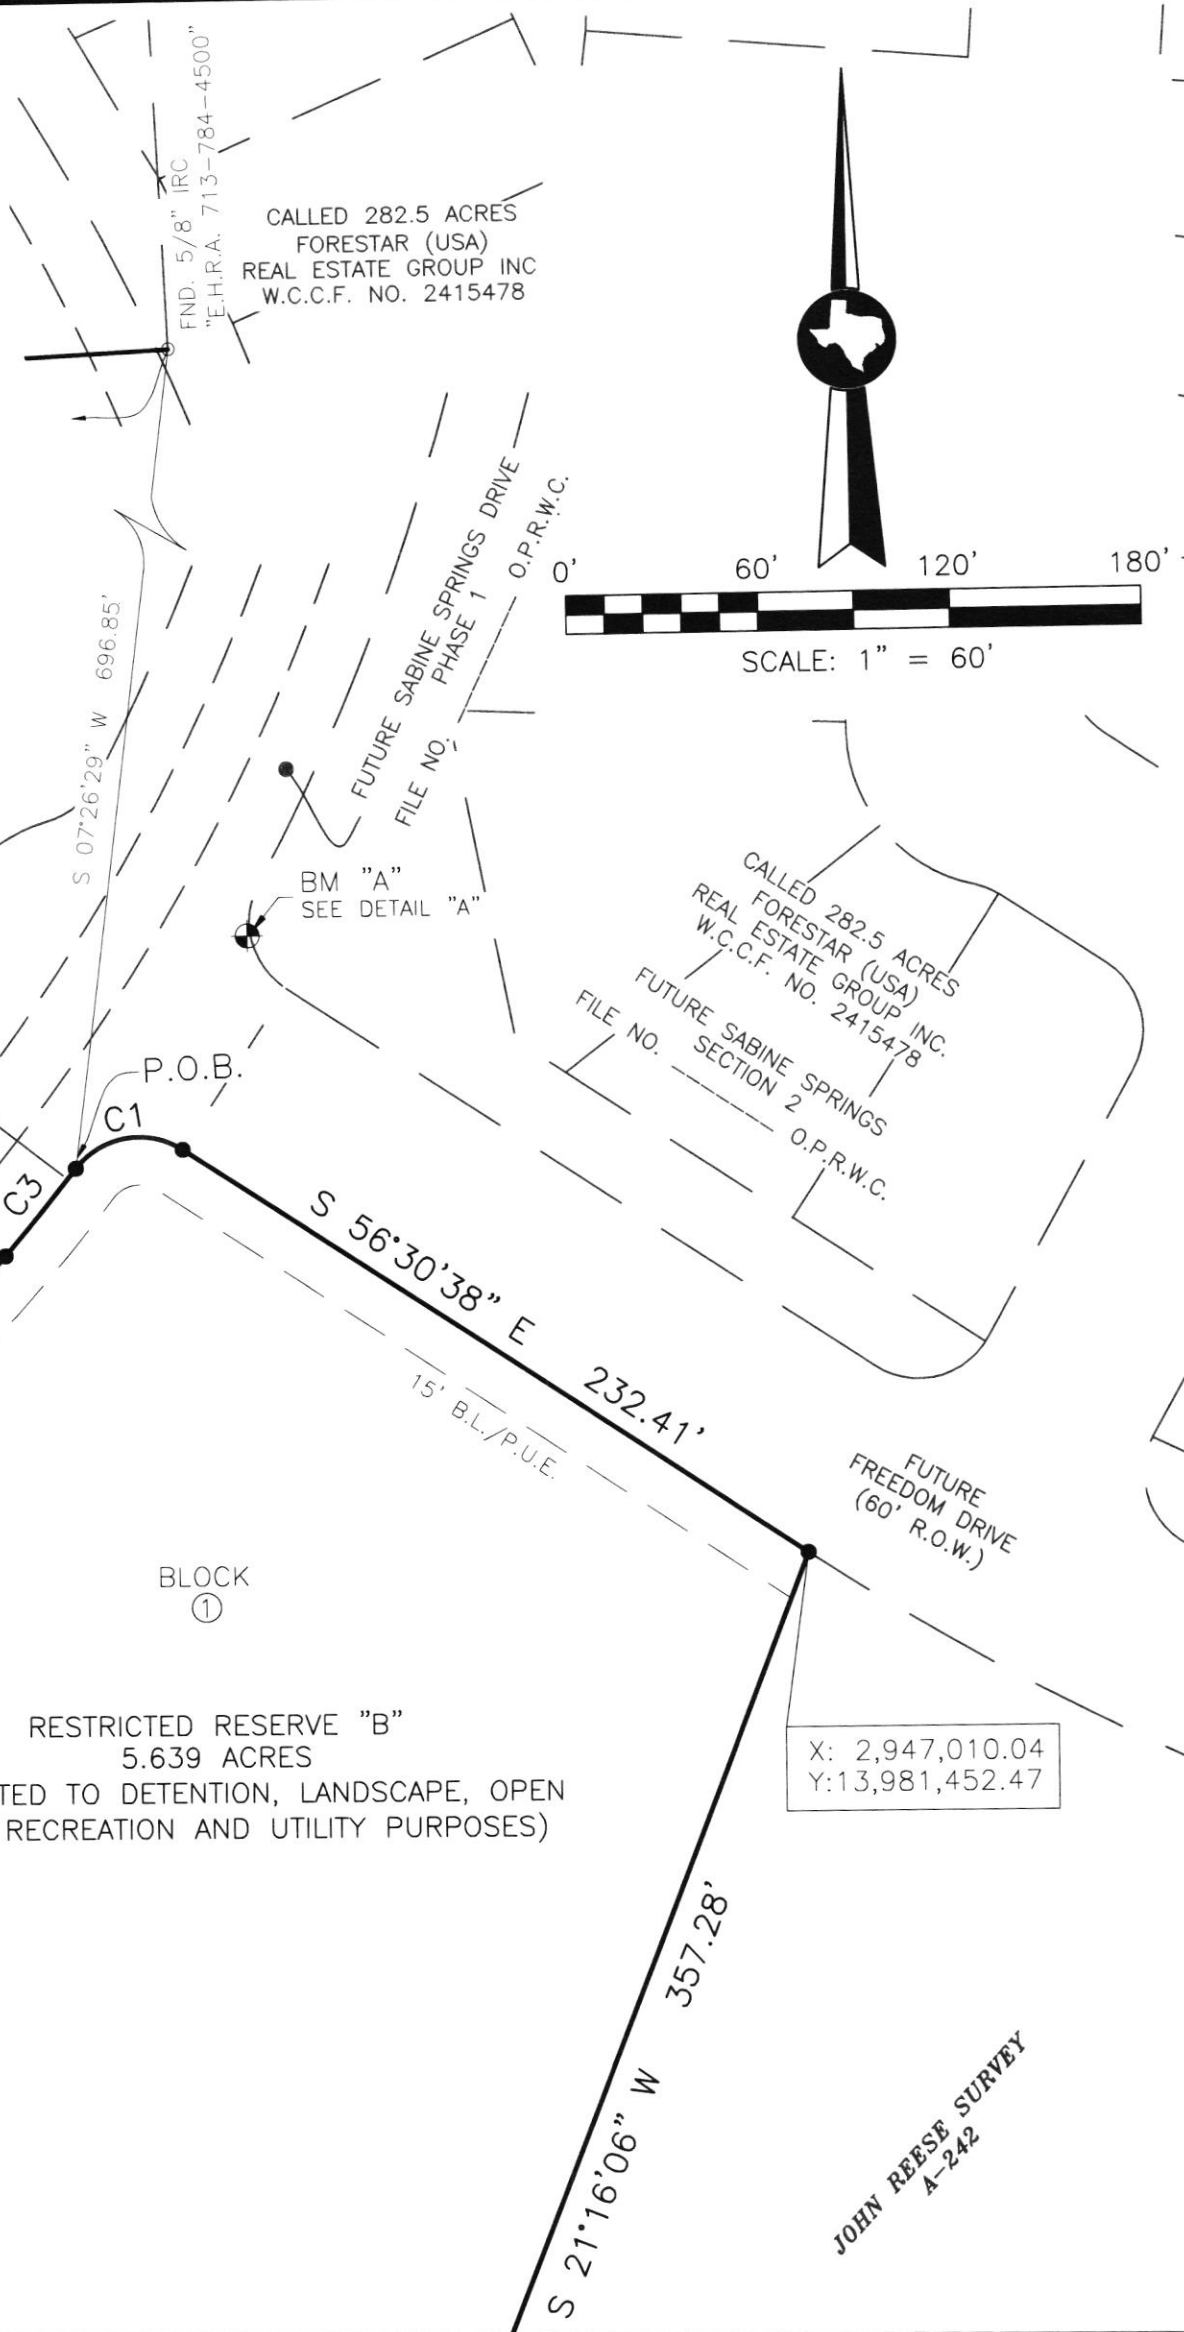 FND. 5/8" IRC
"E.H.R.A. 713-784-4500"
CALLED 282.5 ACRES
FORESTAR (USA)
REAL ESTATE GROUP INC
W.C.C.F. NO. 2415478
0' 60' 120' 180'
SCALE: 1" = 60'
S 07°26'29" W 696.85'
FUTURE SABINE SPRINGS DRIVE
PHASE 1
FILE NO. O.P.R.W.C.
BM "A"
SEE DETAIL "A"
CALLED 282.5 ACRES
FORESTAR (USA)
REAL ESTATE GROUP INC.
W.C.C.F. NO. 2415478
FUTURE SABINE SPRINGS
SECTION 2
FILE NO. O.P.R.W.C.
P.O.B.
C1
C3
S 56°30'38" E 232.41'
15' B.L./P.U.E.
FUTURE
FREEDOM DRIVE
(60' R.O.W.)
BLOCK
1
RESTRICTED RESERVE "B"
5.639 ACRES
TED TO DETENTION, LANDSCAPE, OPEN
RECREATION AND UTILITY PURPOSES)
X: 2,947,010.04
Y:13,981,452.47
S 21°16'06" W 357.28'
JOHN REESE SURVEY
A-242